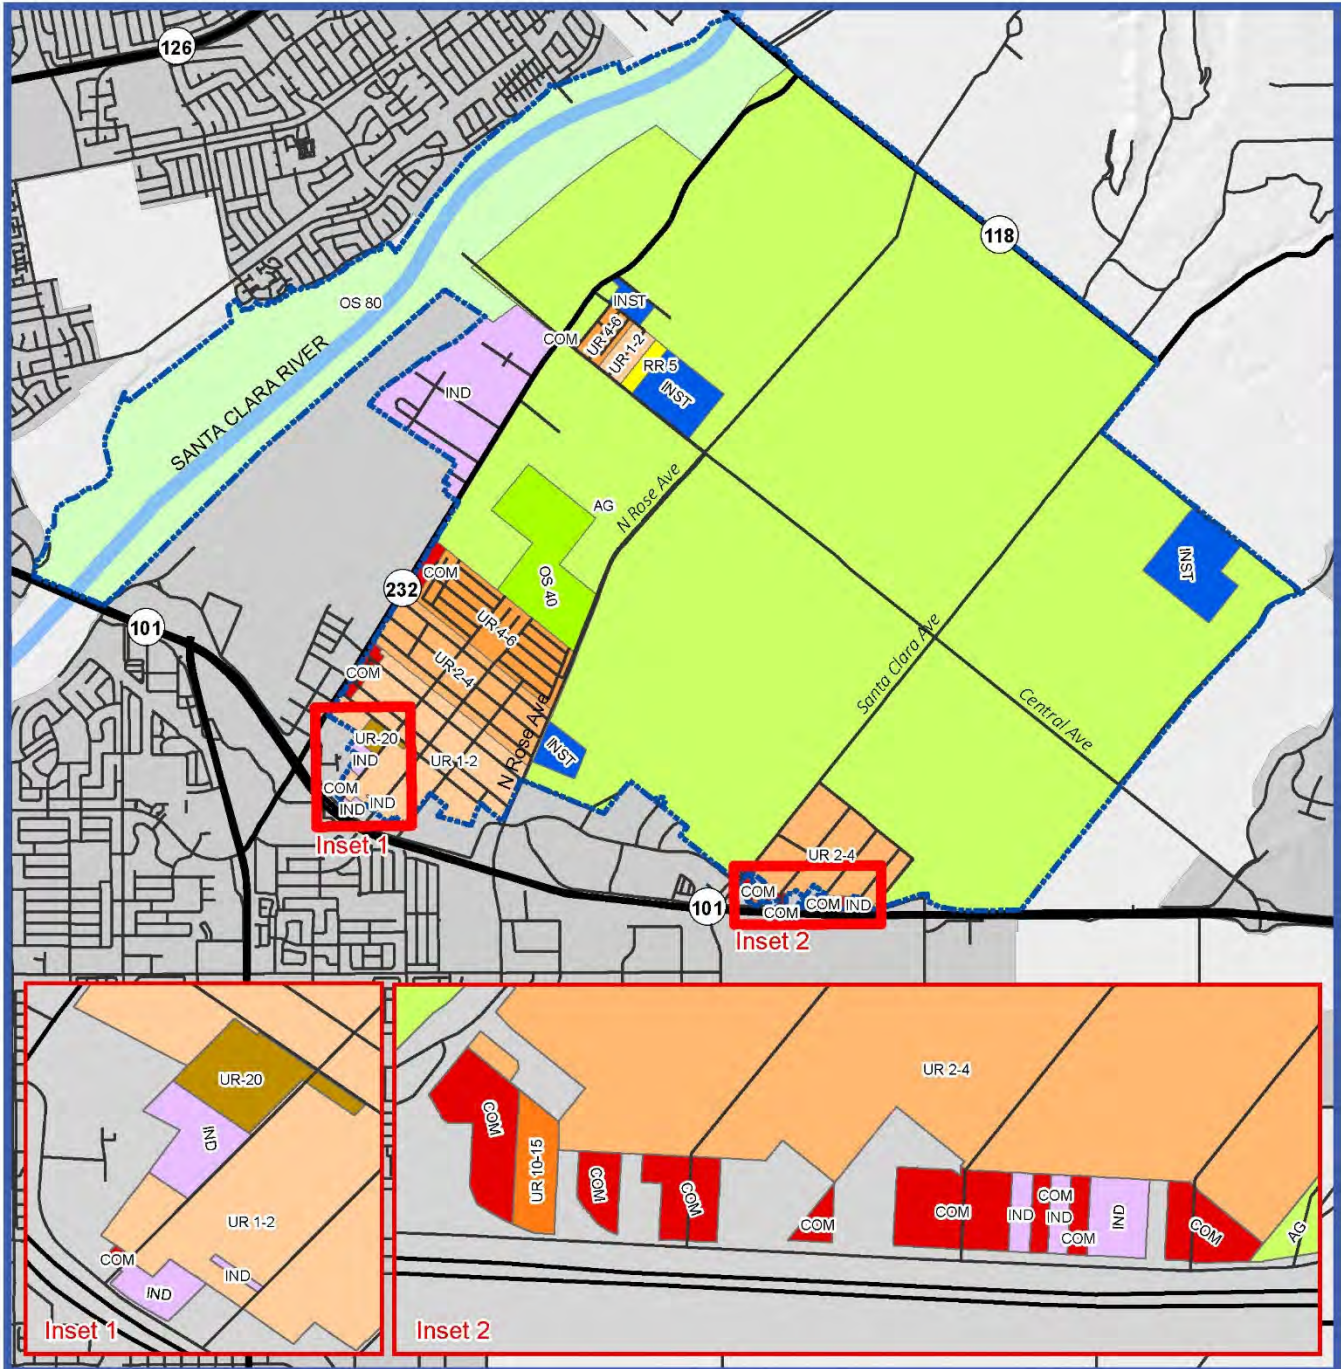 126
118
OS 80
INST
COM
UR 4-6
UR 1-2
RR 5
INST
SANTA CLARA RIVER
IND
N Rose Ave
AG
INST
COM
232
OS 40
UR 4-6
101
Santa Clara Ave
COM
UR 2-4
Central Ave
N Rose Ave
UR-20
IND
UR 1-2
INST
COM
IND
IND
Inset 1
UR 2-4
COM
COM
COM
IND
101
Inset 2
UR-20
IND
UR 1-2
COM
IND
IND
Inset 1
UR 2-4
COM
UR 10-15
COM
COM
COM
COM
IND
COM
IND
COM
IND
COM
AG
Inset 2